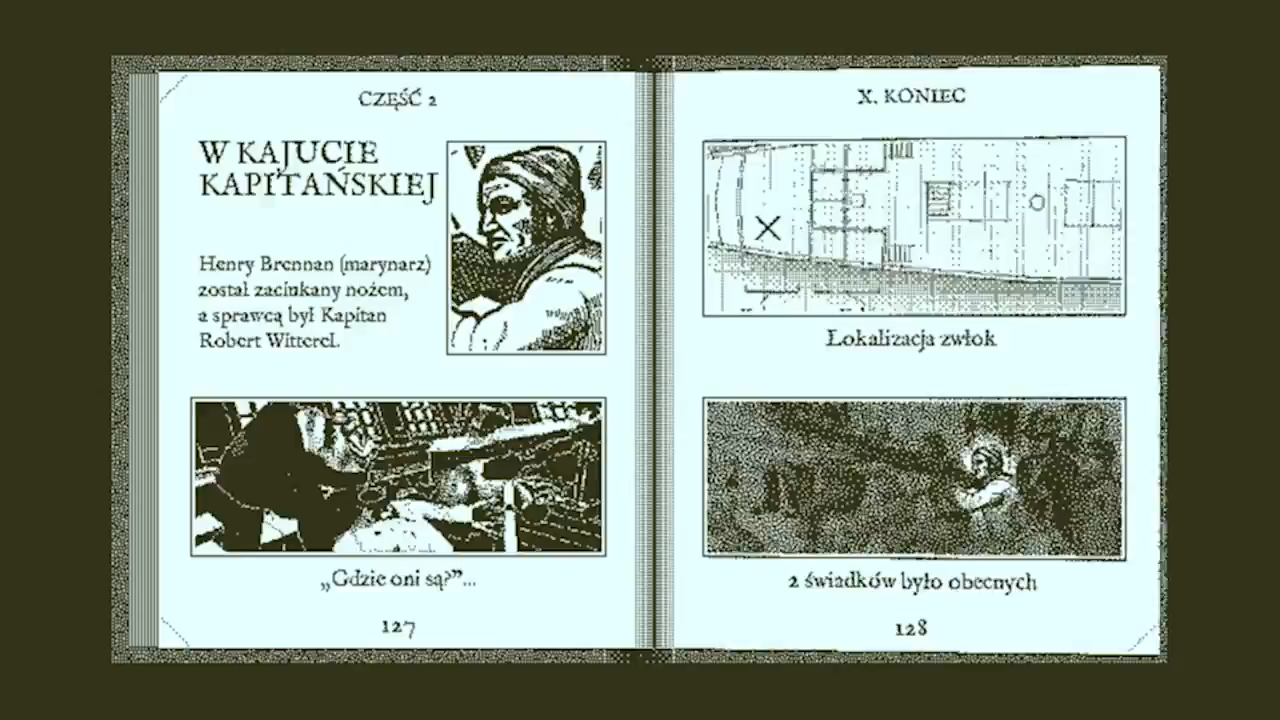 CZĘŚĆ 2
W KAJUCIE
KAPITAŃSKIEJ
Henry Brennan (marynarz)
został zaciukany nożem,
a sprawcą był Kapitan
Robert Witterel.
„Gdzie oni są?”...
127
X. KONIEC
Lokalizacja zwłok
2 świadków było obecnych
128